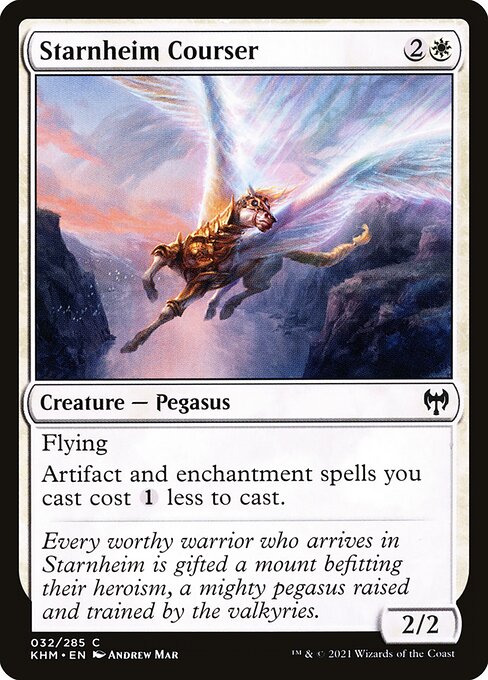 Starnheim Courser 2
Creature — Pegasus
Flying
Artifact and enchantment spells you
cast cost 1 less to cast.
Every worthy warrior who arrives in
Starnheim is gifted a mount befitting
their heroism, a mighty pegasus raised
and trained by the valkyries.
2/2
032/285 C
KHM • EN Andrew Mar
™ & © 2021 Wizards of the Coast